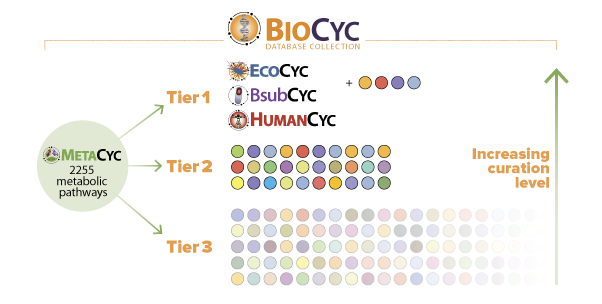 BioCyc
DATABASE COLLECTION
EcoCyc
Tier 1
BsubCyc
+
HumanCyc
MetaCyc
2255
metabolic
pathways
Tier 2
Increasing
curation
level
Tier 3